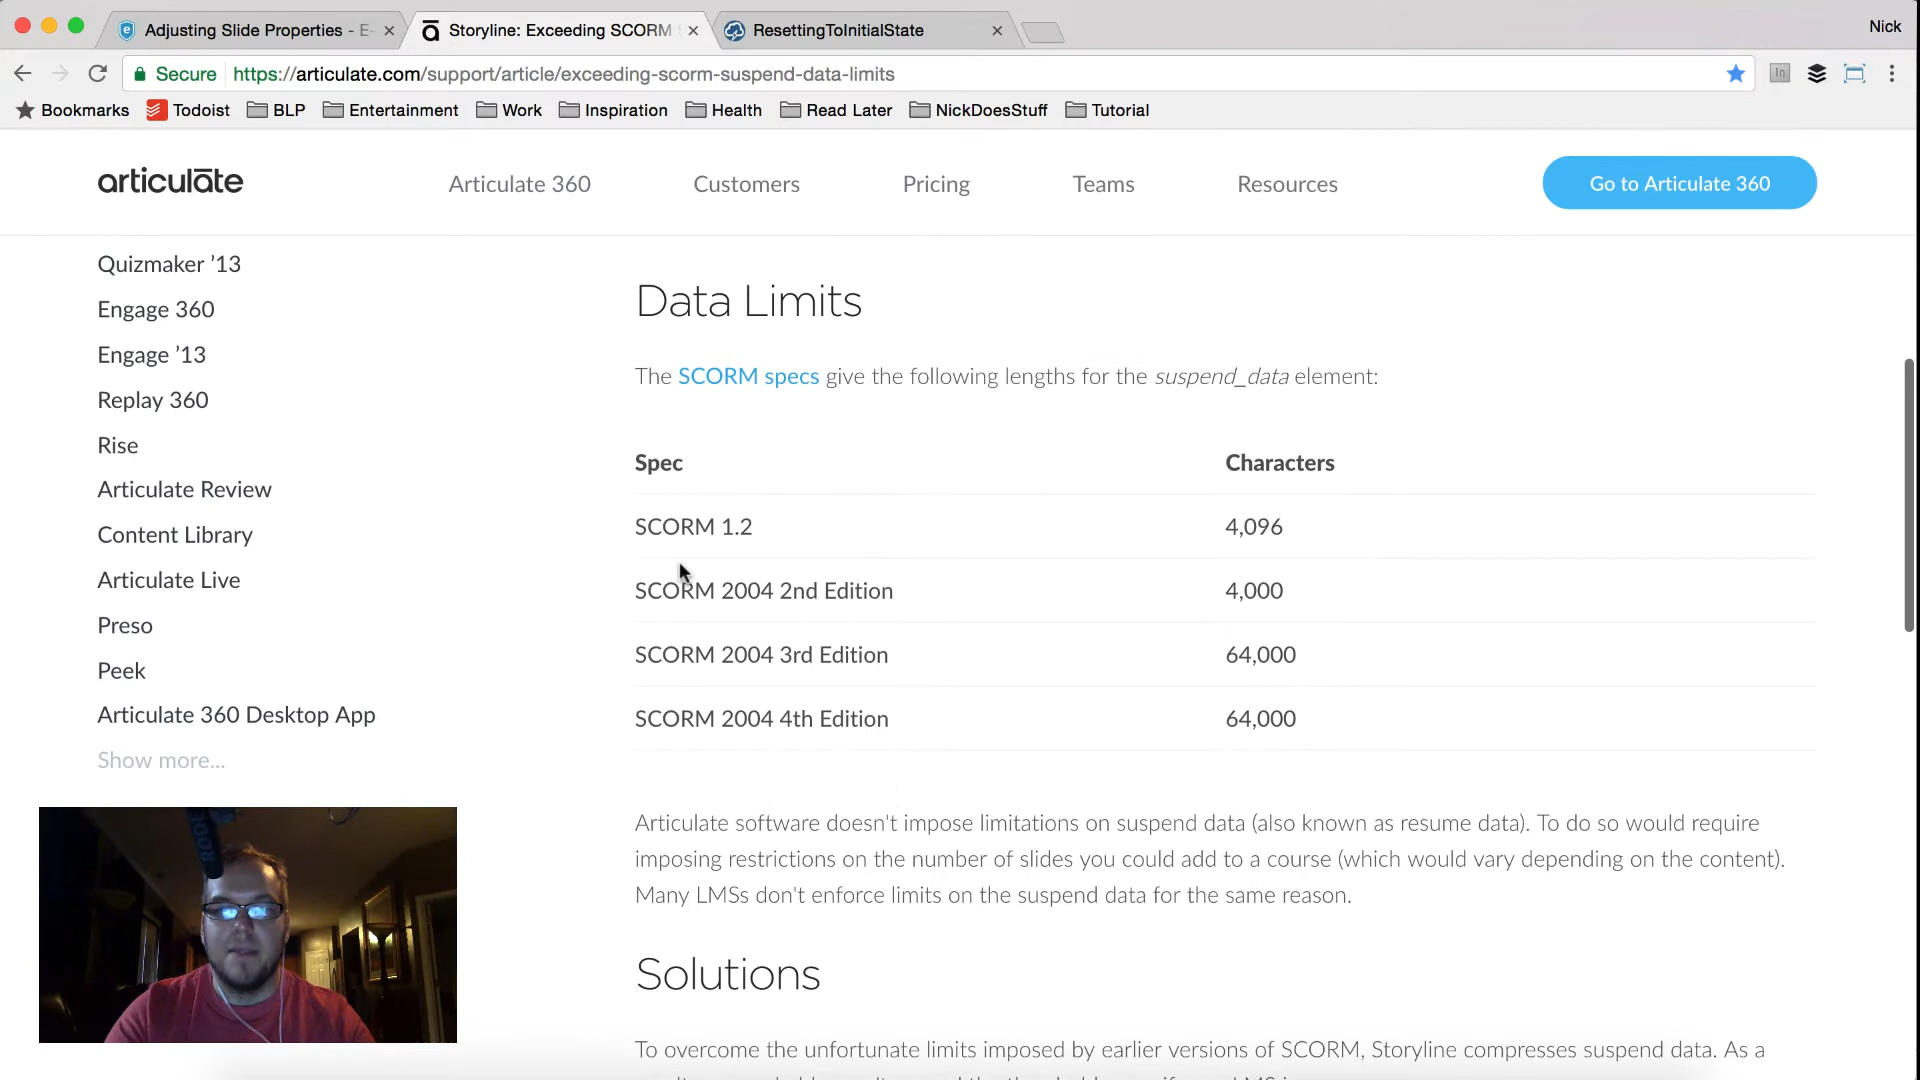 Adjusting Slide Properties - E-
Storyline: Exceeding SCORM
ResettingToInitialState
Nick
Secure https://articulate.com/support/article/exceeding-scorm-suspend-data-limits
Bookmarks Todoist BLP Entertainment Work Inspiration Health Read Later NickDoesStuff Tutorial
articulate Articulate 360 Customers Pricing Teams Resources Go to Articulate 360
Quizmaker ’13
Engage 360
Engage ’13
Replay 360
Rise
Articulate Review
Content Library
Articulate Live
Preso
Peek
Articulate 360 Desktop App
Show more...
Data Limits
The SCORM specs give the following lengths for the suspend_data element:
Spec Characters
SCORM 1.2 4,096
SCORM 2004 2nd Edition 4,000
SCORM 2004 3rd Edition 64,000
SCORM 2004 4th Edition 64,000
Articulate software doesn't impose limitations on suspend data (also known as resume data). To do so would require
imposing restrictions on the number of slides you could add to a course (which would vary depending on the content).
Many LMSs don't enforce limits on the suspend data for the same reason.
Solutions
To overcome the unfortunate limits imposed by earlier versions of SCORM, Storyline compresses suspend data. As a